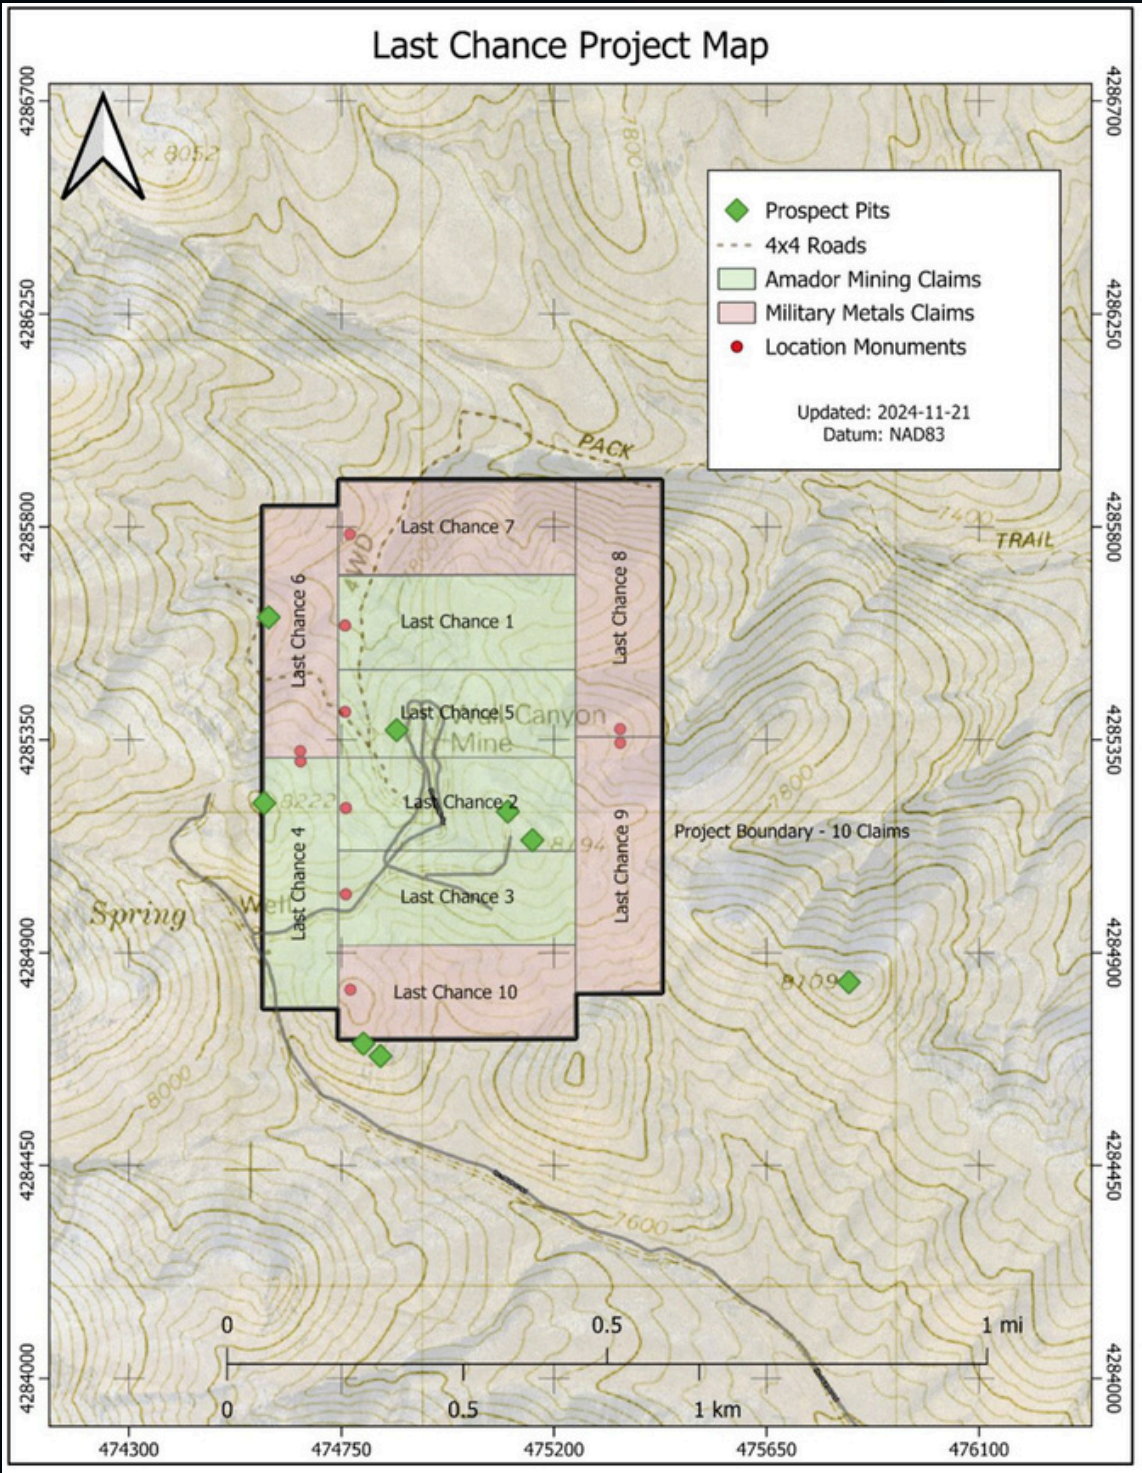 Last Chance Project Map
4286700
4286700
× 8052
7800
Prospect Pits
4x4 Roads
Amador Mining Claims
Military Metals Claims
Location Monuments
Updated: 2024-11-21
Datum: NAD83
4286250
4286250
PACK
4285800
4285800
7400
TRAIL
Last Chance 7
4WD
Last Chance 8
Last Chance 6
Last Chance 1
Last Chance 5
Wall Canyon
Mine
4285350
4285350
7800
8222
Last Chance 2
8194
Project Boundary - 10 Claims
Last Chance 4
Last Chance 9
Last Chance 3
Spring
Well
4284900
4284900
8109
Last Chance 10
8000
4284450
4284450
7600
0
0.5
1 mi
0
0.5
1 km
4284000
4284000
474300
474750
475200
475650
476100